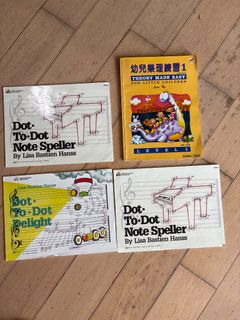 Dot·
To·Dot
Note Speller
By Lisa Bastien Hanss
幼兒樂理練習1
THEORY MADE EASY
FOR LITTLE CHILDREN
LEVEL 1
Lisa Bastien Hanss
Dot·
To·Dot
Delight
Dot·
To·Dot
Note Speller
By Lisa Bastien Hanss